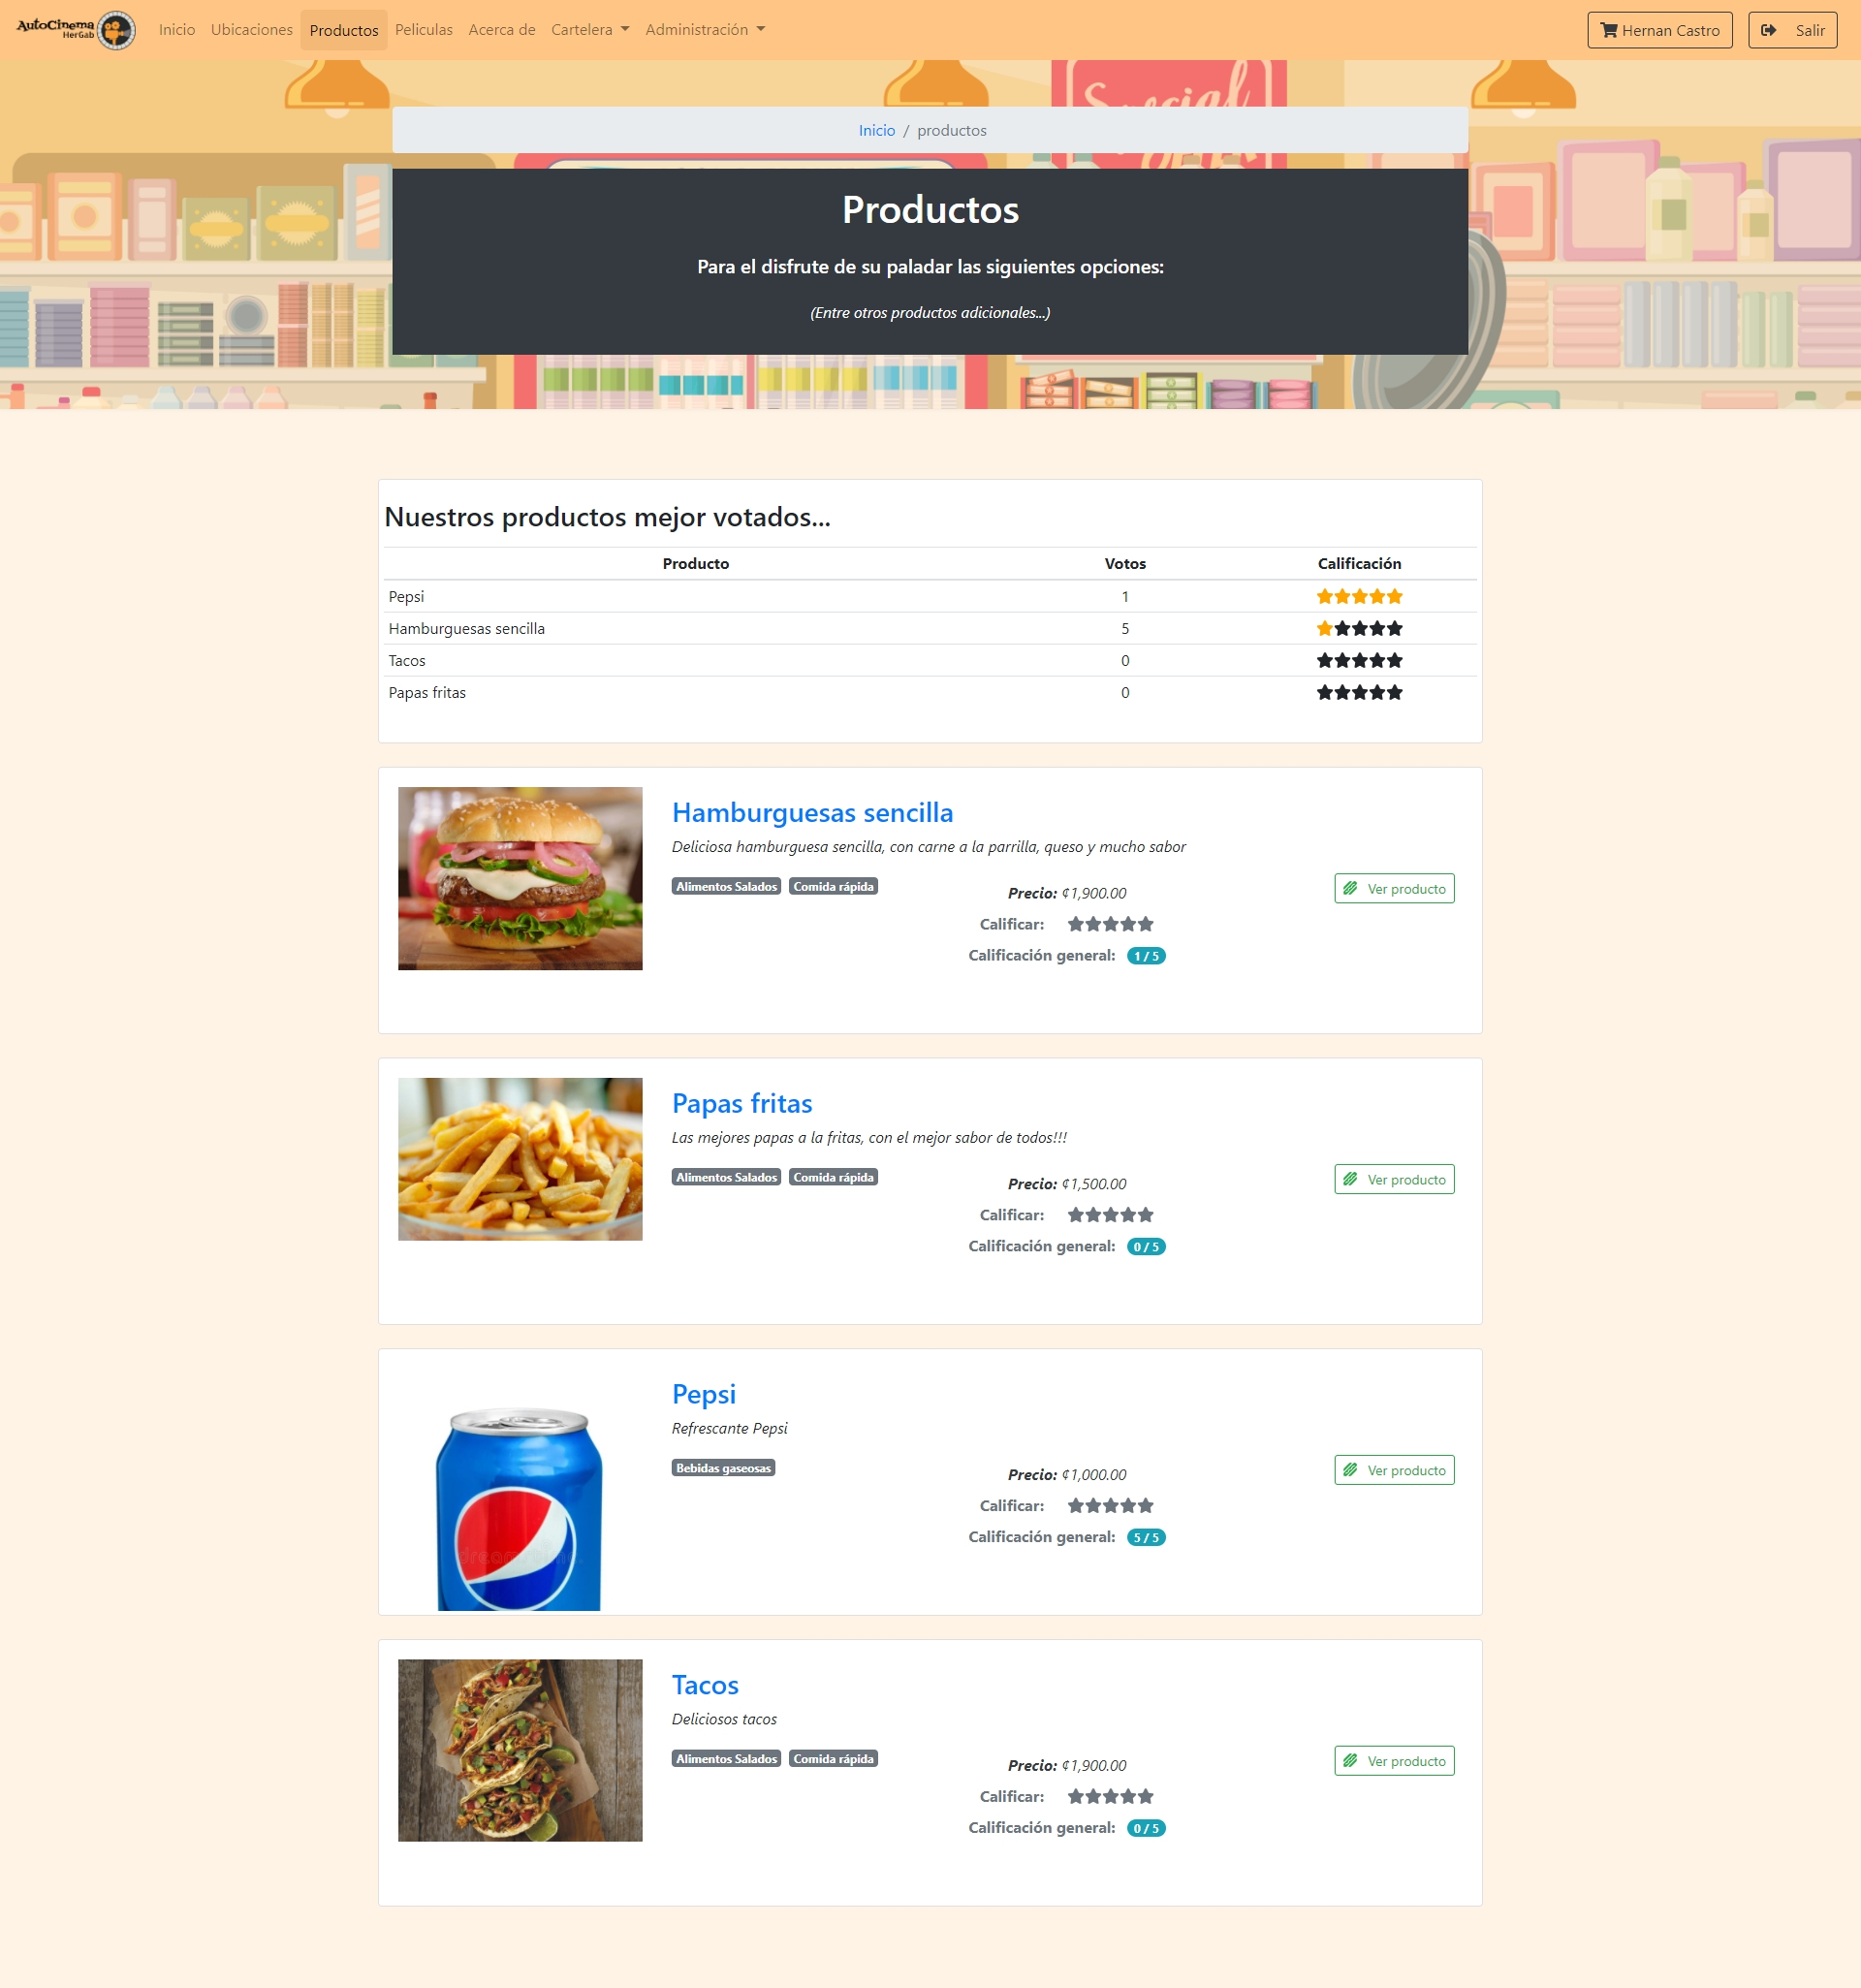 AutoCinema
HerGab
Inicio Ubicaciones Productos Peliculas Acerca de Cartelera Administración Hernan Castro Salir
Special
Inicio / productos
Productos
Para el disfrute de su paladar las siguientes opciones:
(Entre otros productos adicionales...)
Nuestros productos mejor votados...
Producto Votos Calificación
Pepsi 1
Hamburguesas sencilla 5
Tacos 0
Papas fritas 0
Hamburguesas sencilla
Deliciosa hamburguesa sencilla, con carne a la parrilla, queso y mucho sabor
Alimentos Salados Comida rápida Precio: ¢1,900.00 Ver producto
Calificar:
Calificación general: 1 / 5
Papas fritas
Las mejores papas a la fritas, con el mejor sabor de todos!!!
Alimentos Salados Comida rápida Precio: ¢1,500.00 Ver producto
Calificar:
Calificación general: 0 / 5
Pepsi
Refrescante Pepsi
Bebidas gaseosas Precio: ¢1,000.00 Ver producto
Calificar:
Calificación general: 5 / 5
Tacos
Deliciosos tacos
Alimentos Salados Comida rápida Precio: ¢1,900.00 Ver producto
Calificar:
Calificación general: 0 / 5